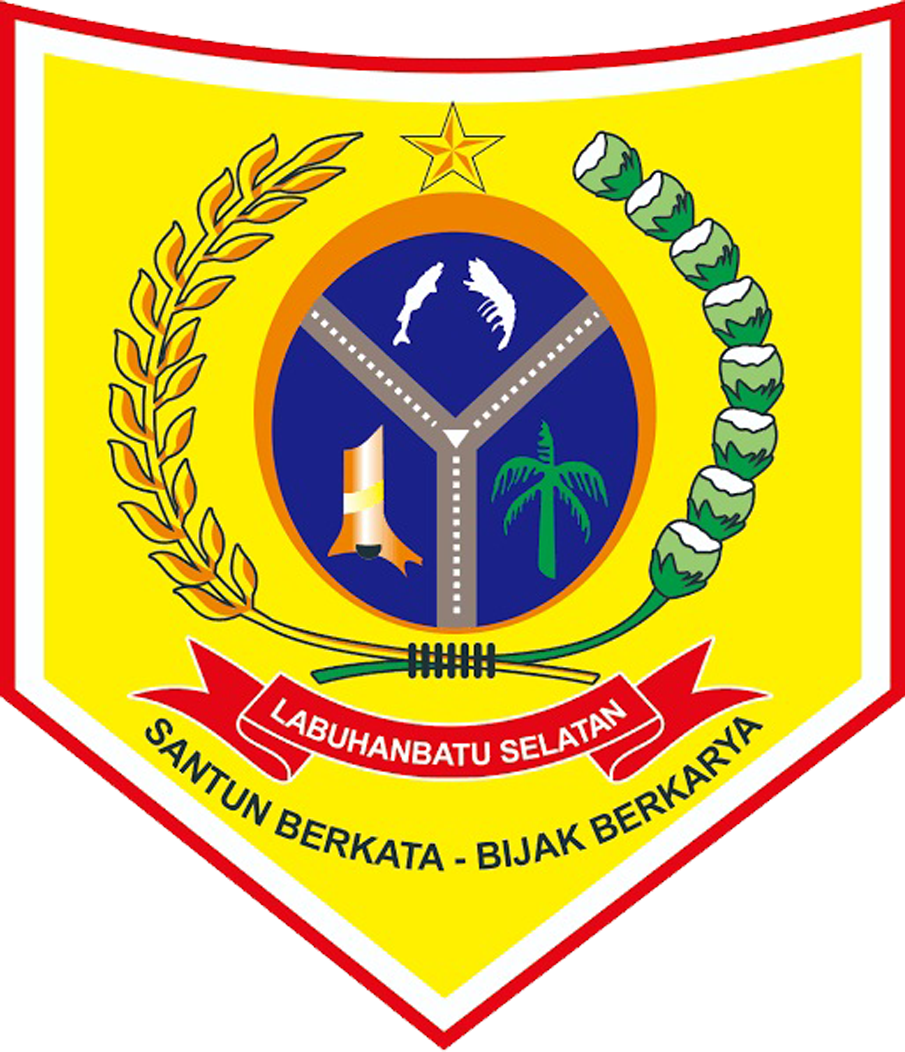 LABUHANBATU SELATAN
SANTUN BERKATA - BIJAK BERKARYA